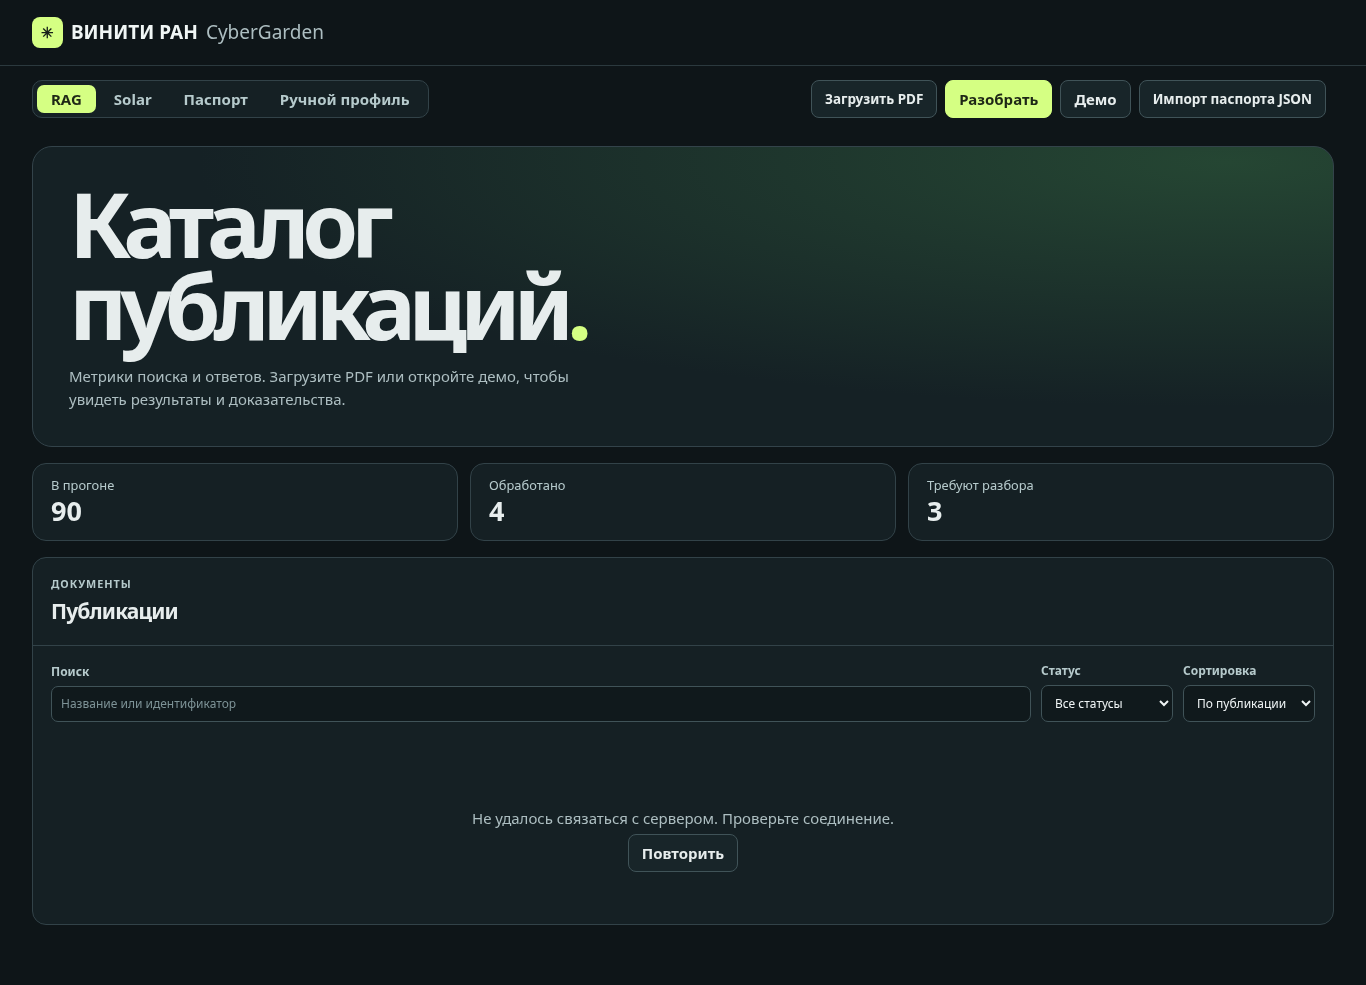 ВИНИТИ РАН CyberGarden
RAG Solar Паспорт Ручной профиль Загрузить PDF Разобрать Демо Импорт паспорта JSON
Каталог
публикаций.
Метрики поиска и ответов. Загрузите PDF или откройте демо, чтобы
увидеть результаты и доказательства.
В прогоне
90
Обработано
4
Требуют разбора
3
ДОКУМЕНТЫ
Публикации
Поиск
Название или идентификатор
Статус
Все статусы
Сортировка
По публикации
Не удалось связаться с сервером. Проверьте соединение.
Повторить